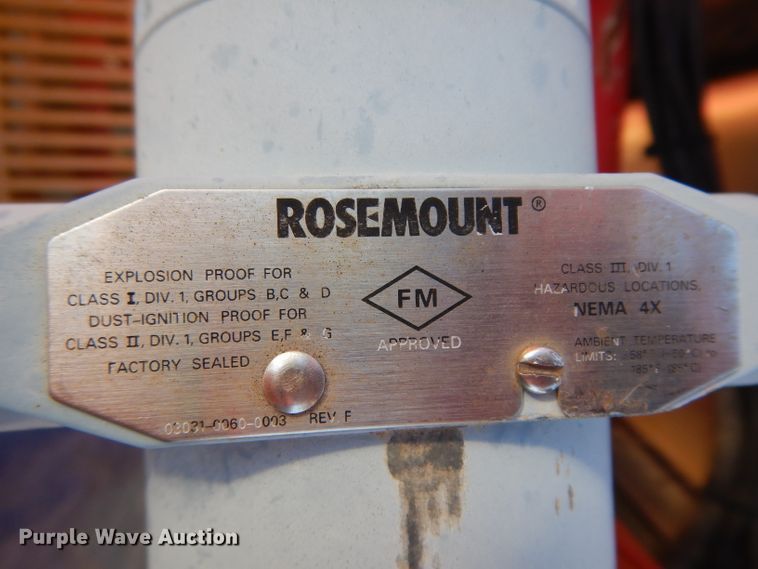 ROSEMOUNT®
EXPLOSION PROOF FOR
CLASS I, DIV. 1, GROUPS B,C & D
DUST-IGNITION PROOF FOR
CLASS II, DIV. 1, GROUPS E,F & G
FACTORY SEALED
FM
APPROVED
CLASS III, DIV. 1
HAZARDOUS LOCATIONS,
NEMA 4X
AMBIENT TEMPERATURE
LIMITS:
REV. F
Purple Wave Auction